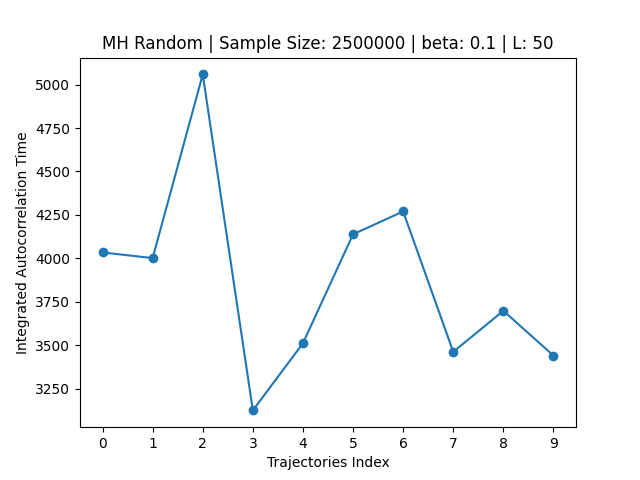 MH Random | Sample Size: 2500000 | beta: 0.1 | L: 50
Integrated Autocorrelation Time
5000
4750
4500
4250
4000
3750
3500
3250
0 1 2 3 4 5 6 7 8 9
Trajectories Index